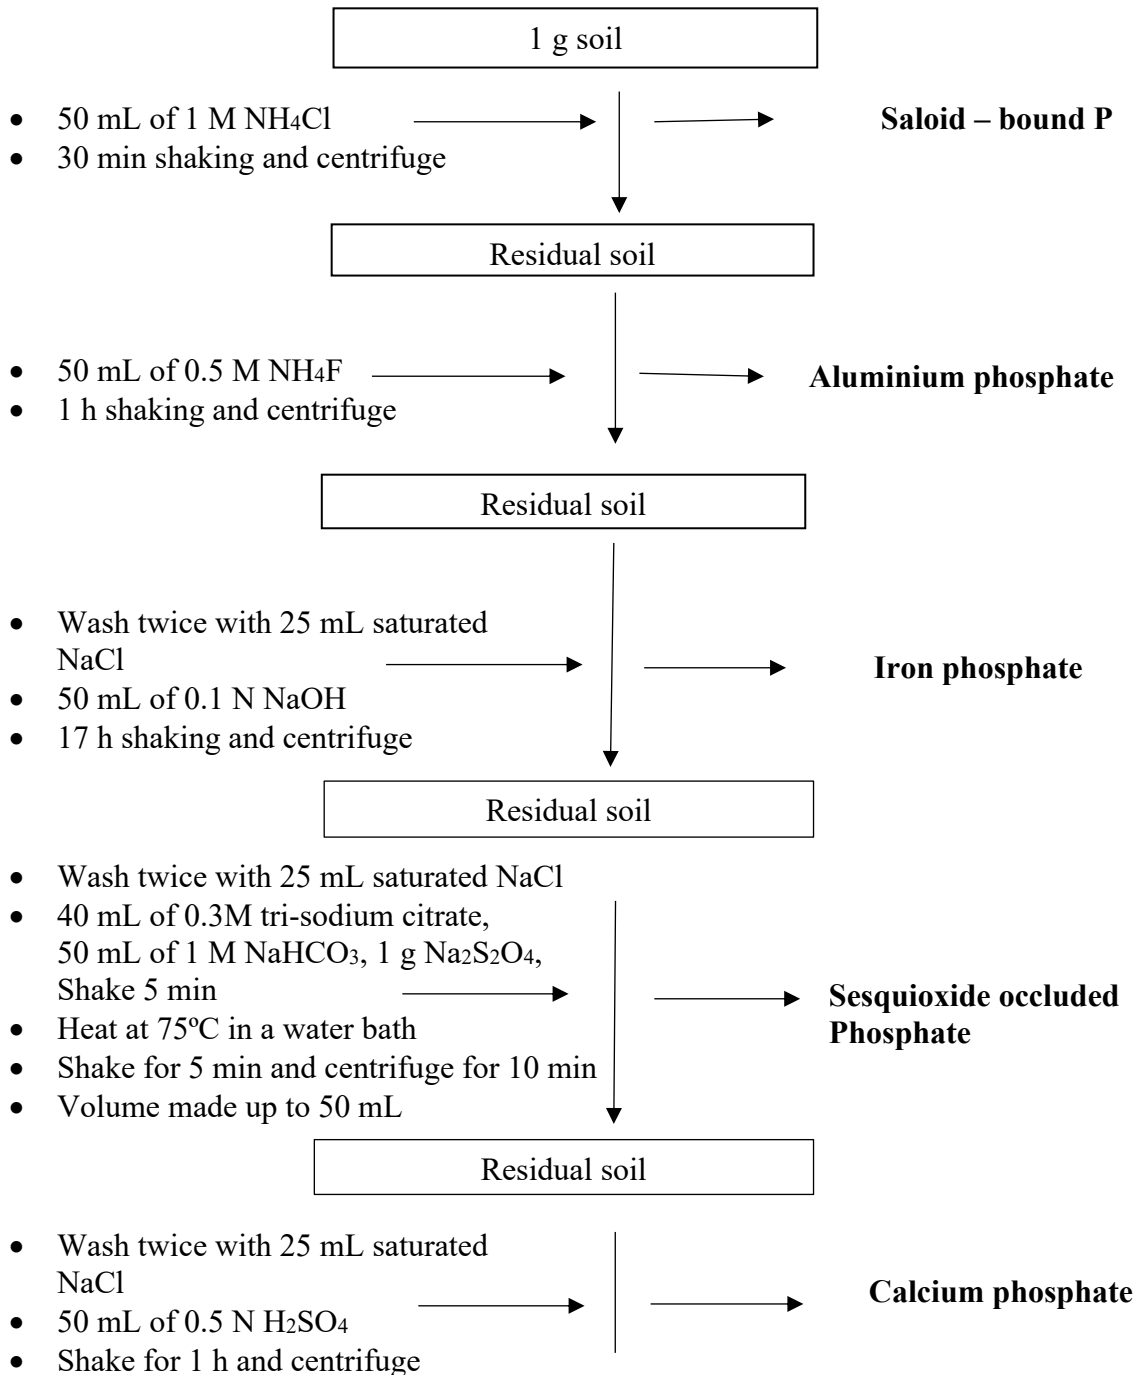 1 g soil
• 50 mL of 1 M NH₄Cl
• 30 min shaking and centrifuge
Saloid – bound P
Residual soil
• 50 mL of 0.5 M NH₄F
• 1 h shaking and centrifuge
Aluminium phosphate
Residual soil
• Wash twice with 25 mL saturated
NaCl
• 50 mL of 0.1 N NaOH
• 17 h shaking and centrifuge
Iron phosphate
Residual soil
• Wash twice with 25 mL saturated NaCl
• 40 mL of 0.3M tri-sodium citrate,
50 mL of 1 M NaHCO₃, 1 g Na₂S₂O₄,
Shake 5 min
• Heat at 75ºC in a water bath
• Shake for 5 min and centrifuge for 10 min
• Volume made up to 50 mL
Sesquioxide occluded
Phosphate
Residual soil
• Wash twice with 25 mL saturated
NaCl
• 50 mL of 0.5 N H₂SO₄
• Shake for 1 h and centrifuge
Calcium phosphate